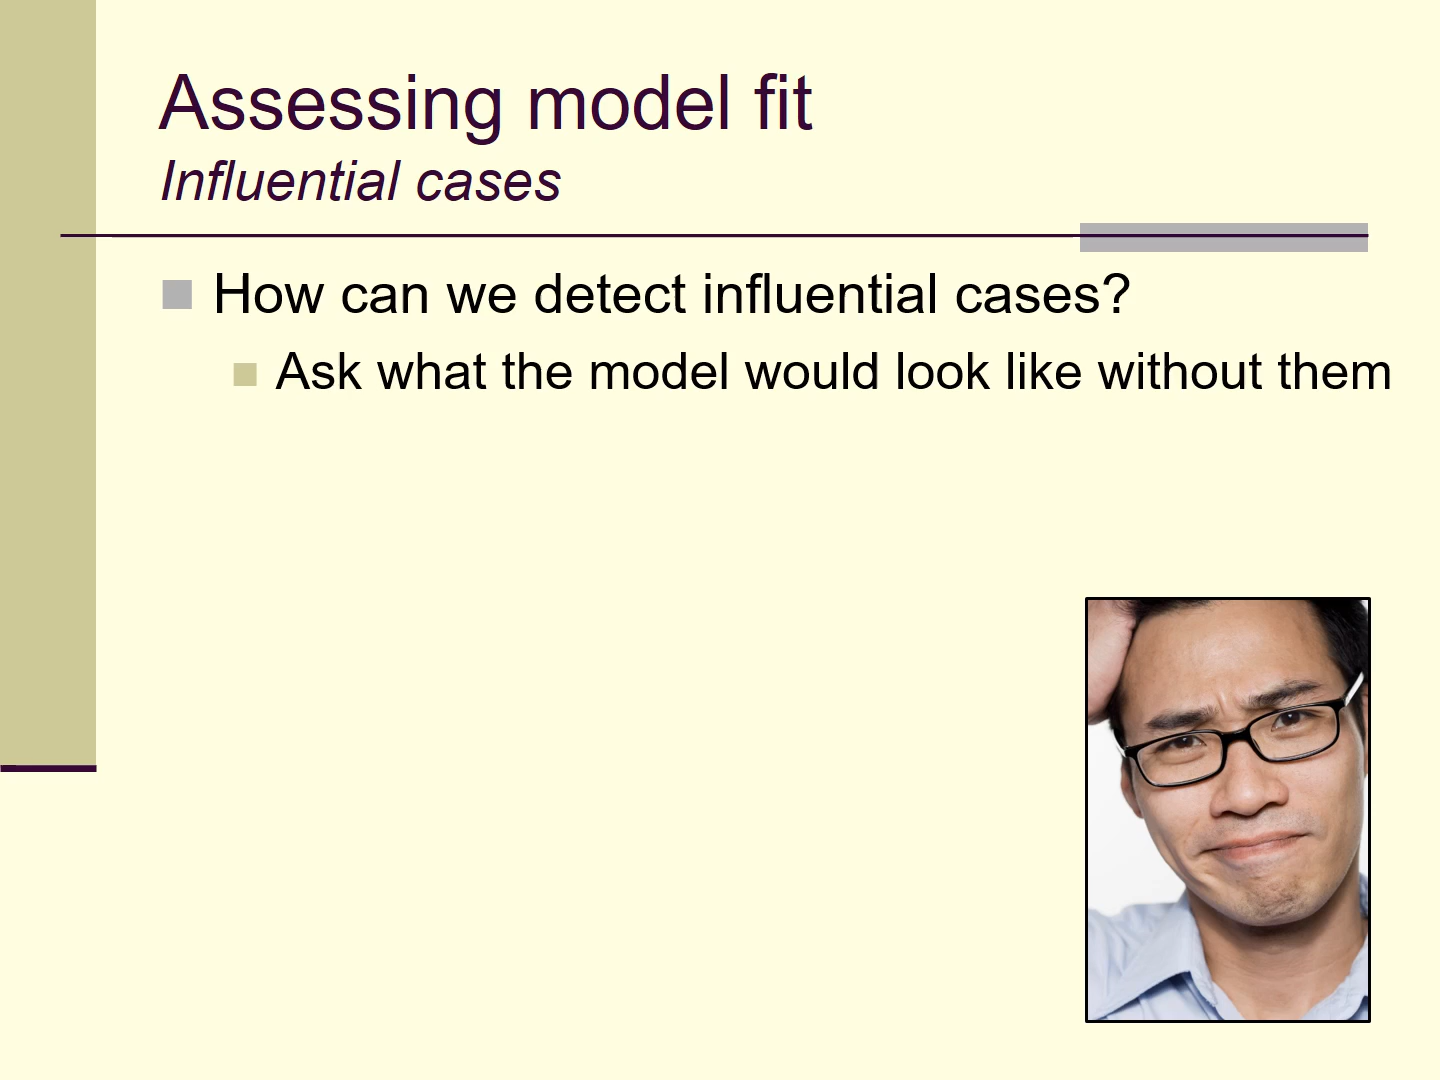 Assessing model fit
Influential cases
How can we detect influential cases?
Ask what the model would look like without them